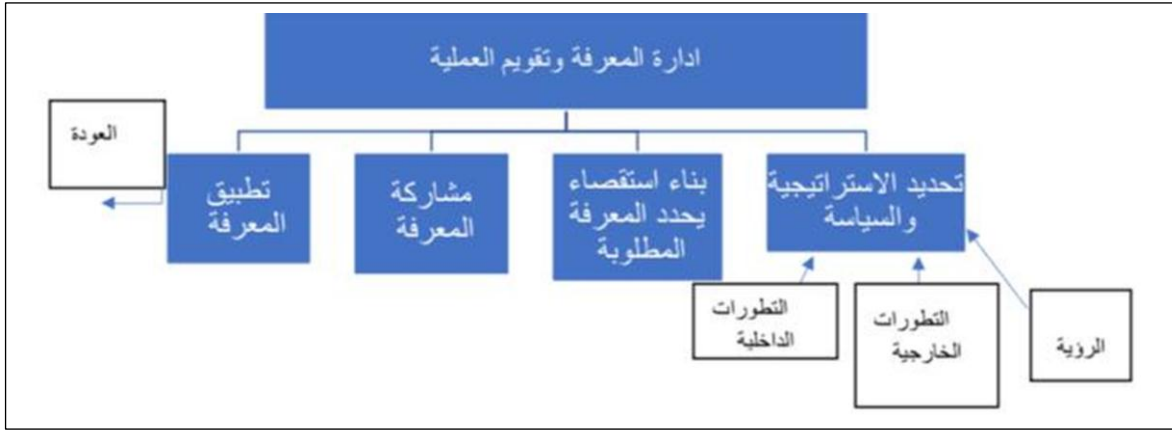 ادارة المعرفة وتقويم العملية
تحديد الاستراتيجية
والسياسة
بناء استقصاء
يحدد المعرفة
المطلوبة
مشاركة
المعرفة
تطبيق
المعرفة
العودة
الرؤية
التطورات
الخارجية
التطورات
الداخلية